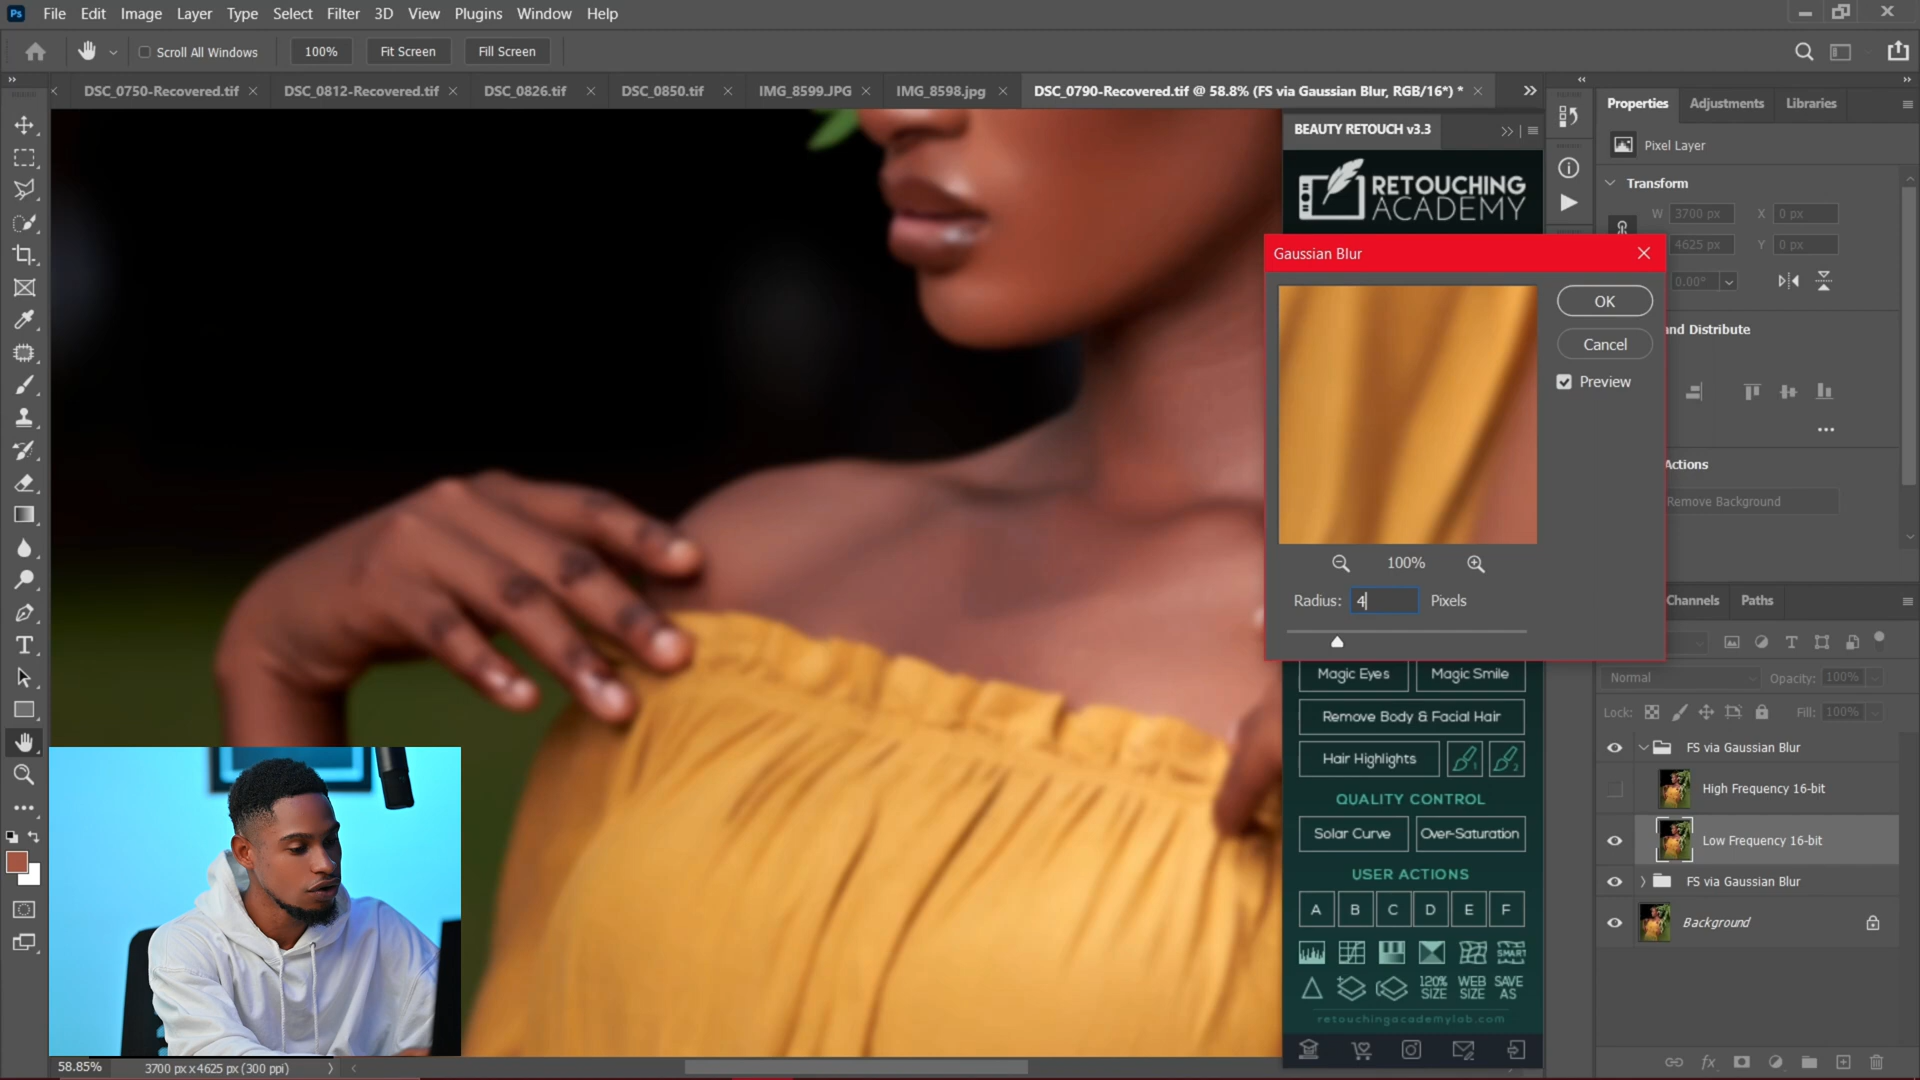 Ps File Edit Image Layer Type Select Filter 3D View Plugins Window Help
Scroll All Windows 100% Fit Screen Fill Screen
DSC_0750-Recovered.tif DSC_0812-Recovered.tif DSC_0826.tif DSC_0850.tif IMG_8599.JPG IMG_8598.jpg DSC_0790-Recovered.tif @ 58.8% (FS via Gaussian Blur, RGB/16*) *
BEAUTY RETOUCH v3.3
RETOUCHING
ACADEMY
Gaussian Blur
OK
Cancel
Preview
100%
Radius: 4 Pixels
Magic Eyes Magic Smile
Remove Body & Facial Hair
Hair Highlights 1 2
QUALITY CONTROL
Solar Curve Over-Saturation
USER ACTIONS
A B C D E F
SMART
120% SIZE WEB SIZE SAVE AS
retouchingacademylab.com
Properties Adjustments Libraries
Pixel Layer
Transform
W 3700 px X 0 px
4625 px Y 0 px
0.00°
and Distribute
Actions
Remove Background
Channels Paths
Normal Opacity: 100%
Lock: Fill: 100%
FS via Gaussian Blur
High Frequency 16-bit
Low Frequency 16-bit
FS via Gaussian Blur
Background
58.85% 3700 px x 4625 px (300 ppi)